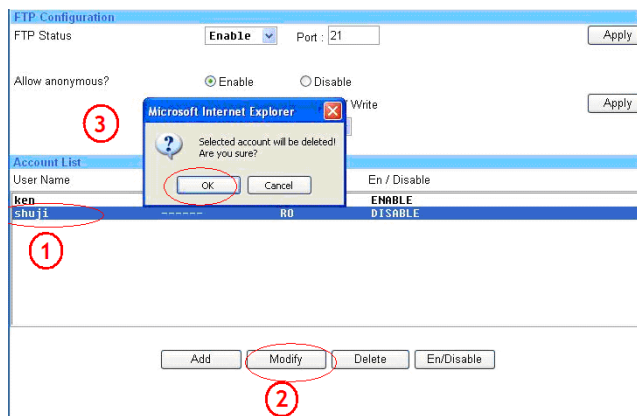 FTP Configuration
FTP Status Enable Port : 21 Apply
Allow anonymous? Enable Disable
Write Apply
3
Microsoft Internet Explorer
Selected account will be deleted!
Are you sure?
OK Cancel
Account List
User Name En / Disable
ken ENABLE
shuji ------ RO DISABLE
1
Add Modify Delete En/Disable
2